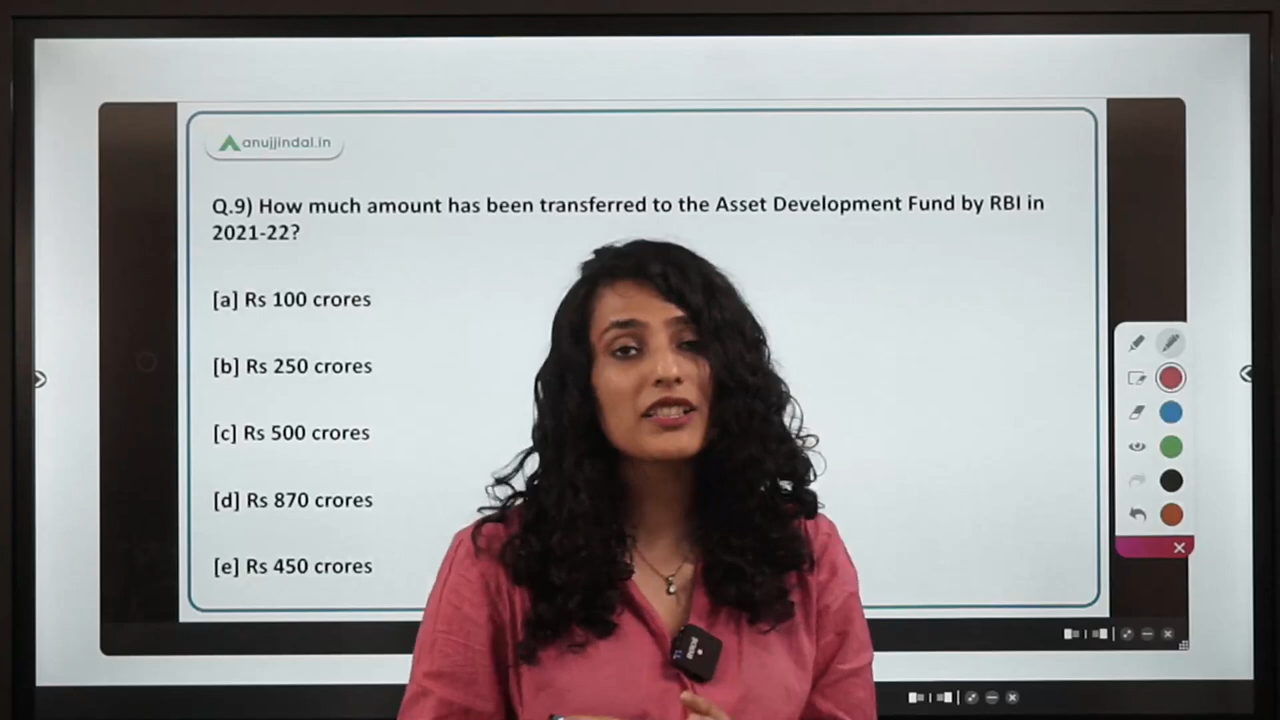 anujjindal.in
Q.9) How much amount has been transferred to the Asset Development Fund by RBI in
2021-22?
[a] Rs 100 crores
[b] Rs 250 crores
[c] Rs 500 crores
[d] Rs 870 crores
[e] Rs 450 crores